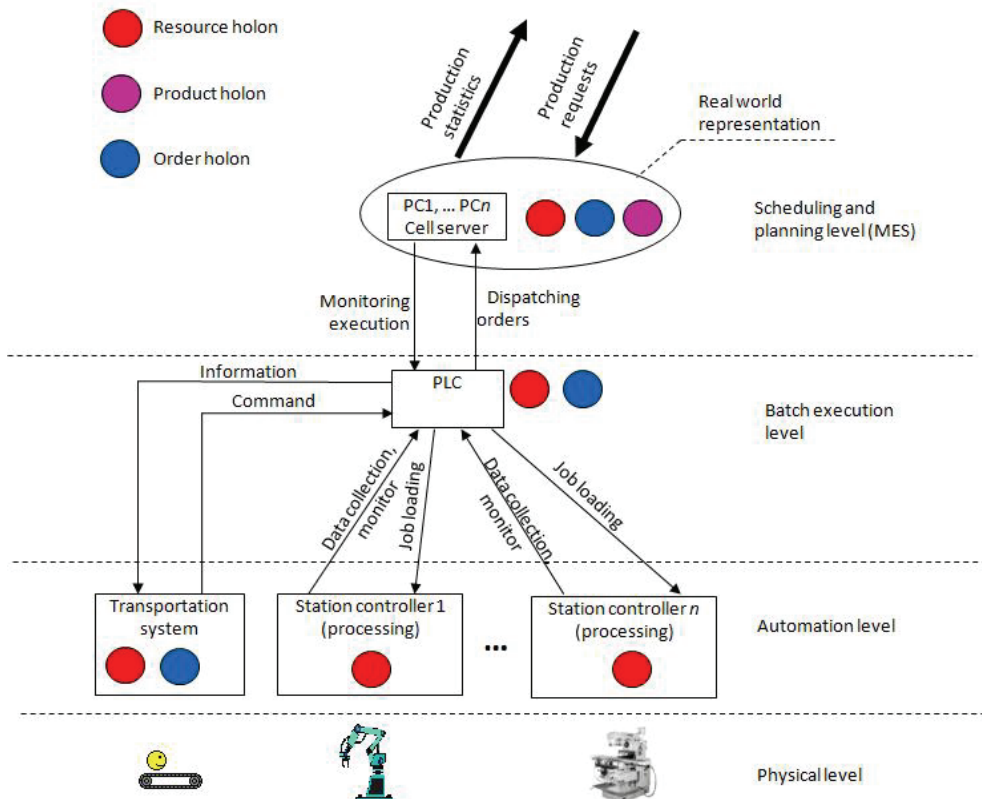 Resource holon
Product holon
Order holon
Production
statistics
Production
requests
Real world
representation
PC1, ... PCn
Cell server
Scheduling and
planning level (MES)
Monitoring
execution
Dispatching
orders
Information
Command
PLC
Batch execution
level
Data collection,
monitor
Job loading
Data collection,
monitor
Job loading
Transportation
system
Station controller 1
(processing)
...
Station controller n
(processing)
Automation level
Physical level